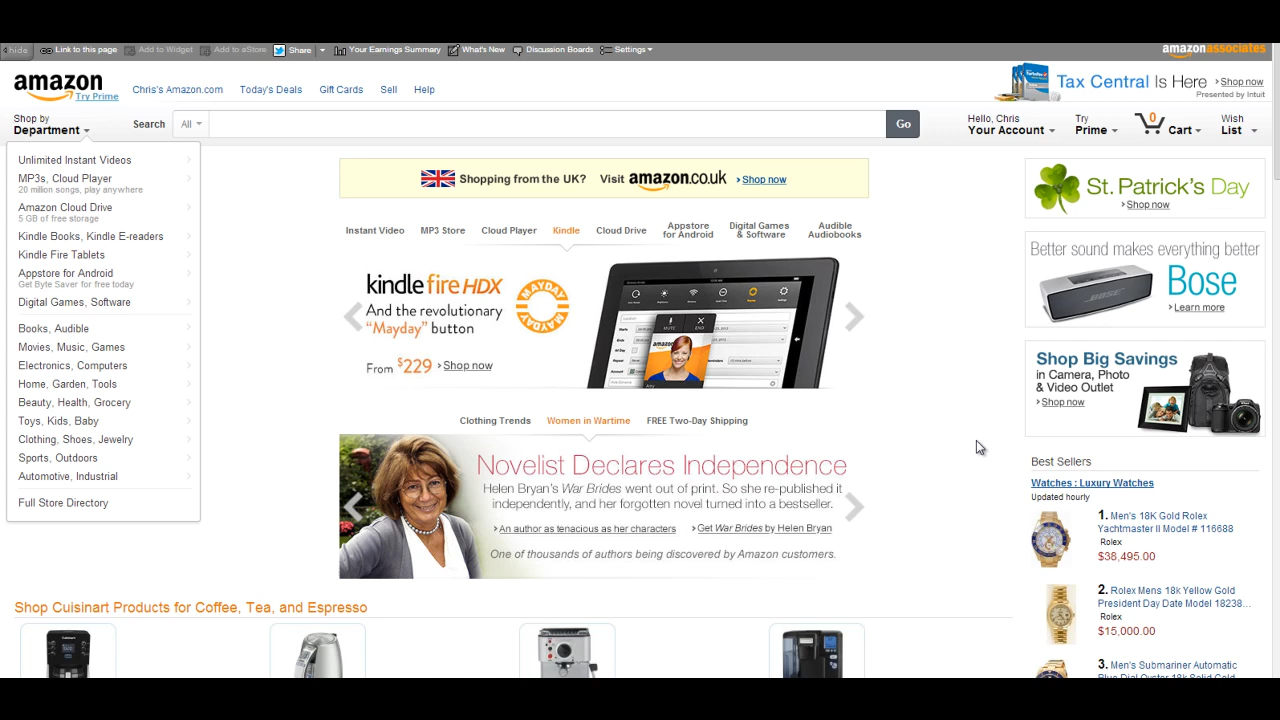 hide Link to this page Add to Widget Add to eStore Share Your Earnings Summary What's New Discussion Boards Settings
amazonassociates
amazon
Try Prime
Chris's Amazon.com Today's Deals Gift Cards Sell Help
Tax Central Is Here Shop now
Presented by Intuit
Shop by
Department
Search All Go
Hello, Chris
Your Account
Try
Prime
0
Cart
Wish
List
Unlimited Instant Videos
MP3s, Cloud Player
20 million songs, play anywhere
Amazon Cloud Drive
5 GB of free storage
Kindle Books, Kindle E-readers
Kindle Fire Tablets
Appstore for Android
Get Byte Saver for free today
Digital Games, Software
Books, Audible
Movies, Music, Games
Electronics, Computers
Home, Garden, Tools
Beauty, Health, Grocery
Toys, Kids, Baby
Clothing, Shoes, Jewelry
Sports, Outdoors
Automotive, Industrial
Full Store Directory
Shopping from the UK? Visit amazon.co.uk Shop now
Instant Video MP3 Store Cloud Player Kindle Cloud Drive Appstore for Android Digital Games & Software Audible Audiobooks
kindle fire HDX
And the revolutionary
"Mayday" button
From $229 Shop now
MAYDAY MAYDAY
MUTE END
amazon
Amy
Clothing Trends Women in Wartime FREE Two-Day Shipping
Novelist Declares Independence
Helen Bryan's War Brides went out of print. So she re-published it
independently, and her forgotten novel turned into a bestseller.
An author as tenacious as her characters Get War Brides by Helen Bryan
One of thousands of authors being discovered by Amazon customers.
Shop Cuisinart Products for Coffee, Tea, and Espresso
St. Patrick's Day
Shop now
Better sound makes everything better
BOSE
Bose
Learn more
Shop Big Savings
in Camera, Photo
& Video Outlet
Shop now
Best Sellers
Watches : Luxury Watches
Updated hourly
1. Men's 18K Gold Rolex
Yachtmaster II Model # 116688
Rolex
$38,495.00
2. Rolex Mens 18k Yellow Gold
President Day Date Model 18238...
Rolex
$15,000.00
3. Men's Submariner Automatic
Blue Dial Oyster 18k Solid Gold